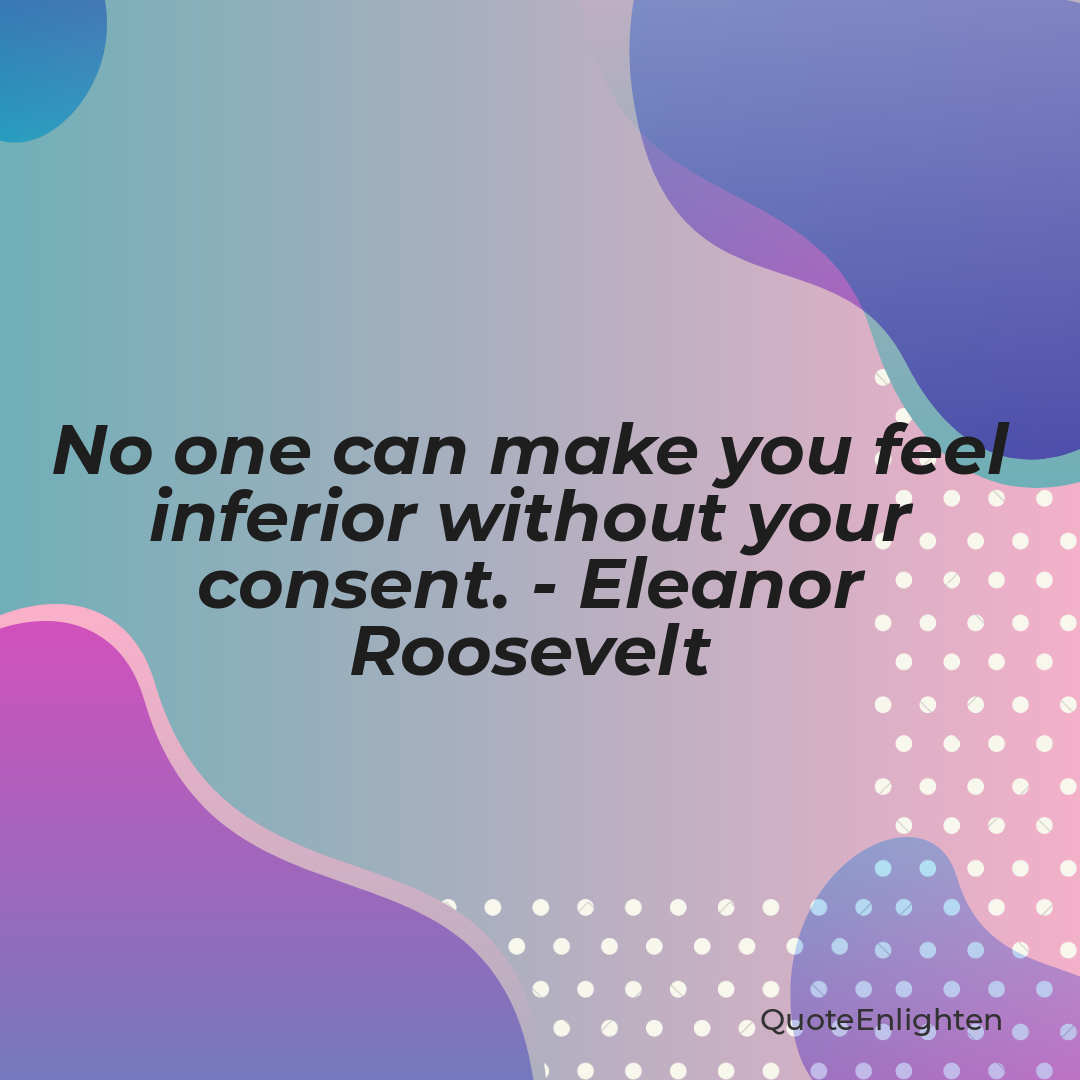 No one can make you feel
inferior without your
consent. - Eleanor
Roosevelt
QuoteEnlighten